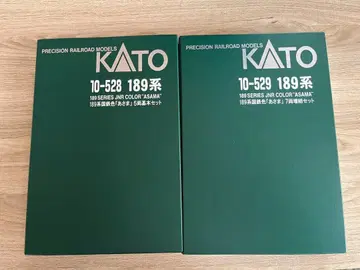 PRECISION RAILROAD MODELS
KATO
10-528 189系
189 SERIES JNR COLOR "ASAMA"
189系国鉄色「あさま」5両基本セット
PRECISION RAILROAD MODELS
KATO
10-529 189系
189 SERIES JNR COLOR "ASAMA"
189系国鉄色「あさま」7両増結セット